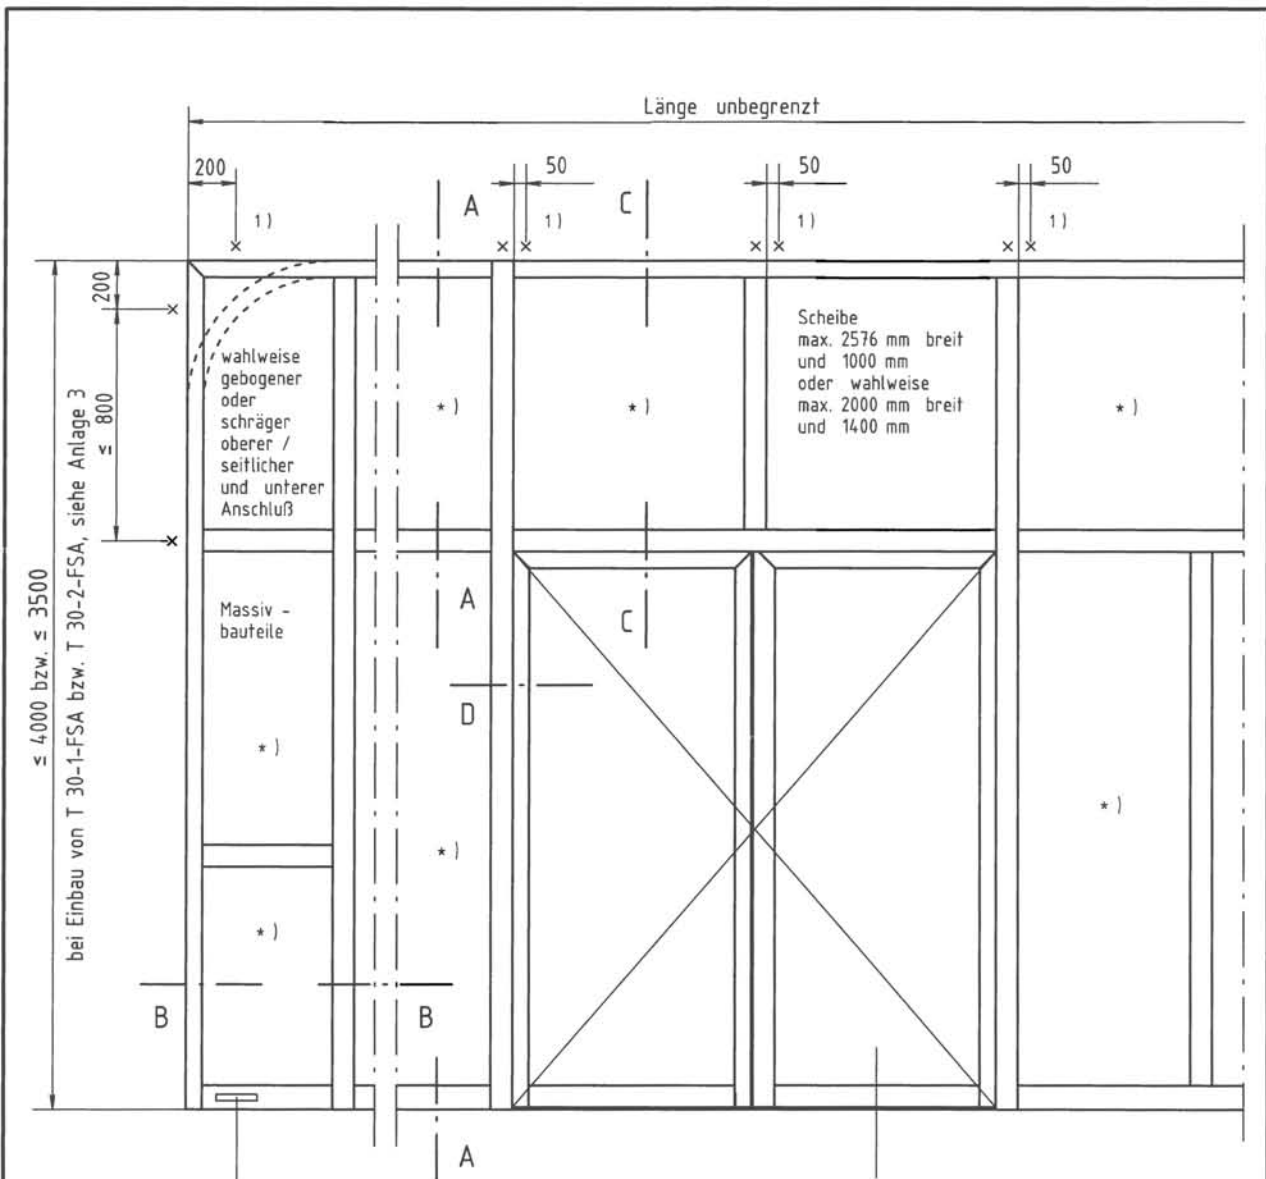 Länge unbegrenzt
200
50
50
50
A
C
1)
1)
1)
1)
200
≤ 800
≤ 4000 bzw. ≤ 3500
bei Einbau von T 30-1-FSA bzw. T 30-2-FSA, siehe Anlage 3
wahlweise
gebogener
oder
schräger
oberer /
seitlicher
und unterer
Anschluß
*)
*)
Scheibe
max. 2576 mm breit
und 1000 mm
oder wahlweise
max. 2000 mm breit
und 1400 mm
*)
Massiv -
bauteile
A
C
D
*)
*)
*)
*)
B
B
A